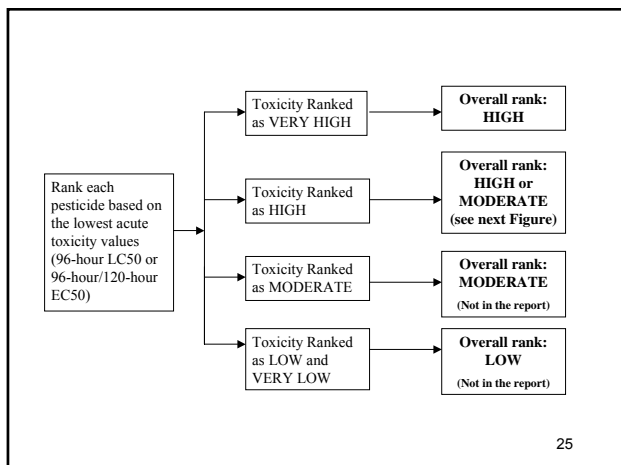 Rank each
pesticide based on
the lowest acute
toxicity values
(96-hour LC50 or
96-hour/120-hour
EC50)
Toxicity Ranked
as VERY HIGH
Overall rank:
HIGH
Toxicity Ranked
as HIGH
Overall rank:
HIGH or
MODERATE
(see next Figure)
Toxicity Ranked
as MODERATE
Overall rank:
MODERATE
(Not in the report)
Toxicity Ranked
as LOW and
VERY LOW
Overall rank:
LOW
(Not in the report)
25